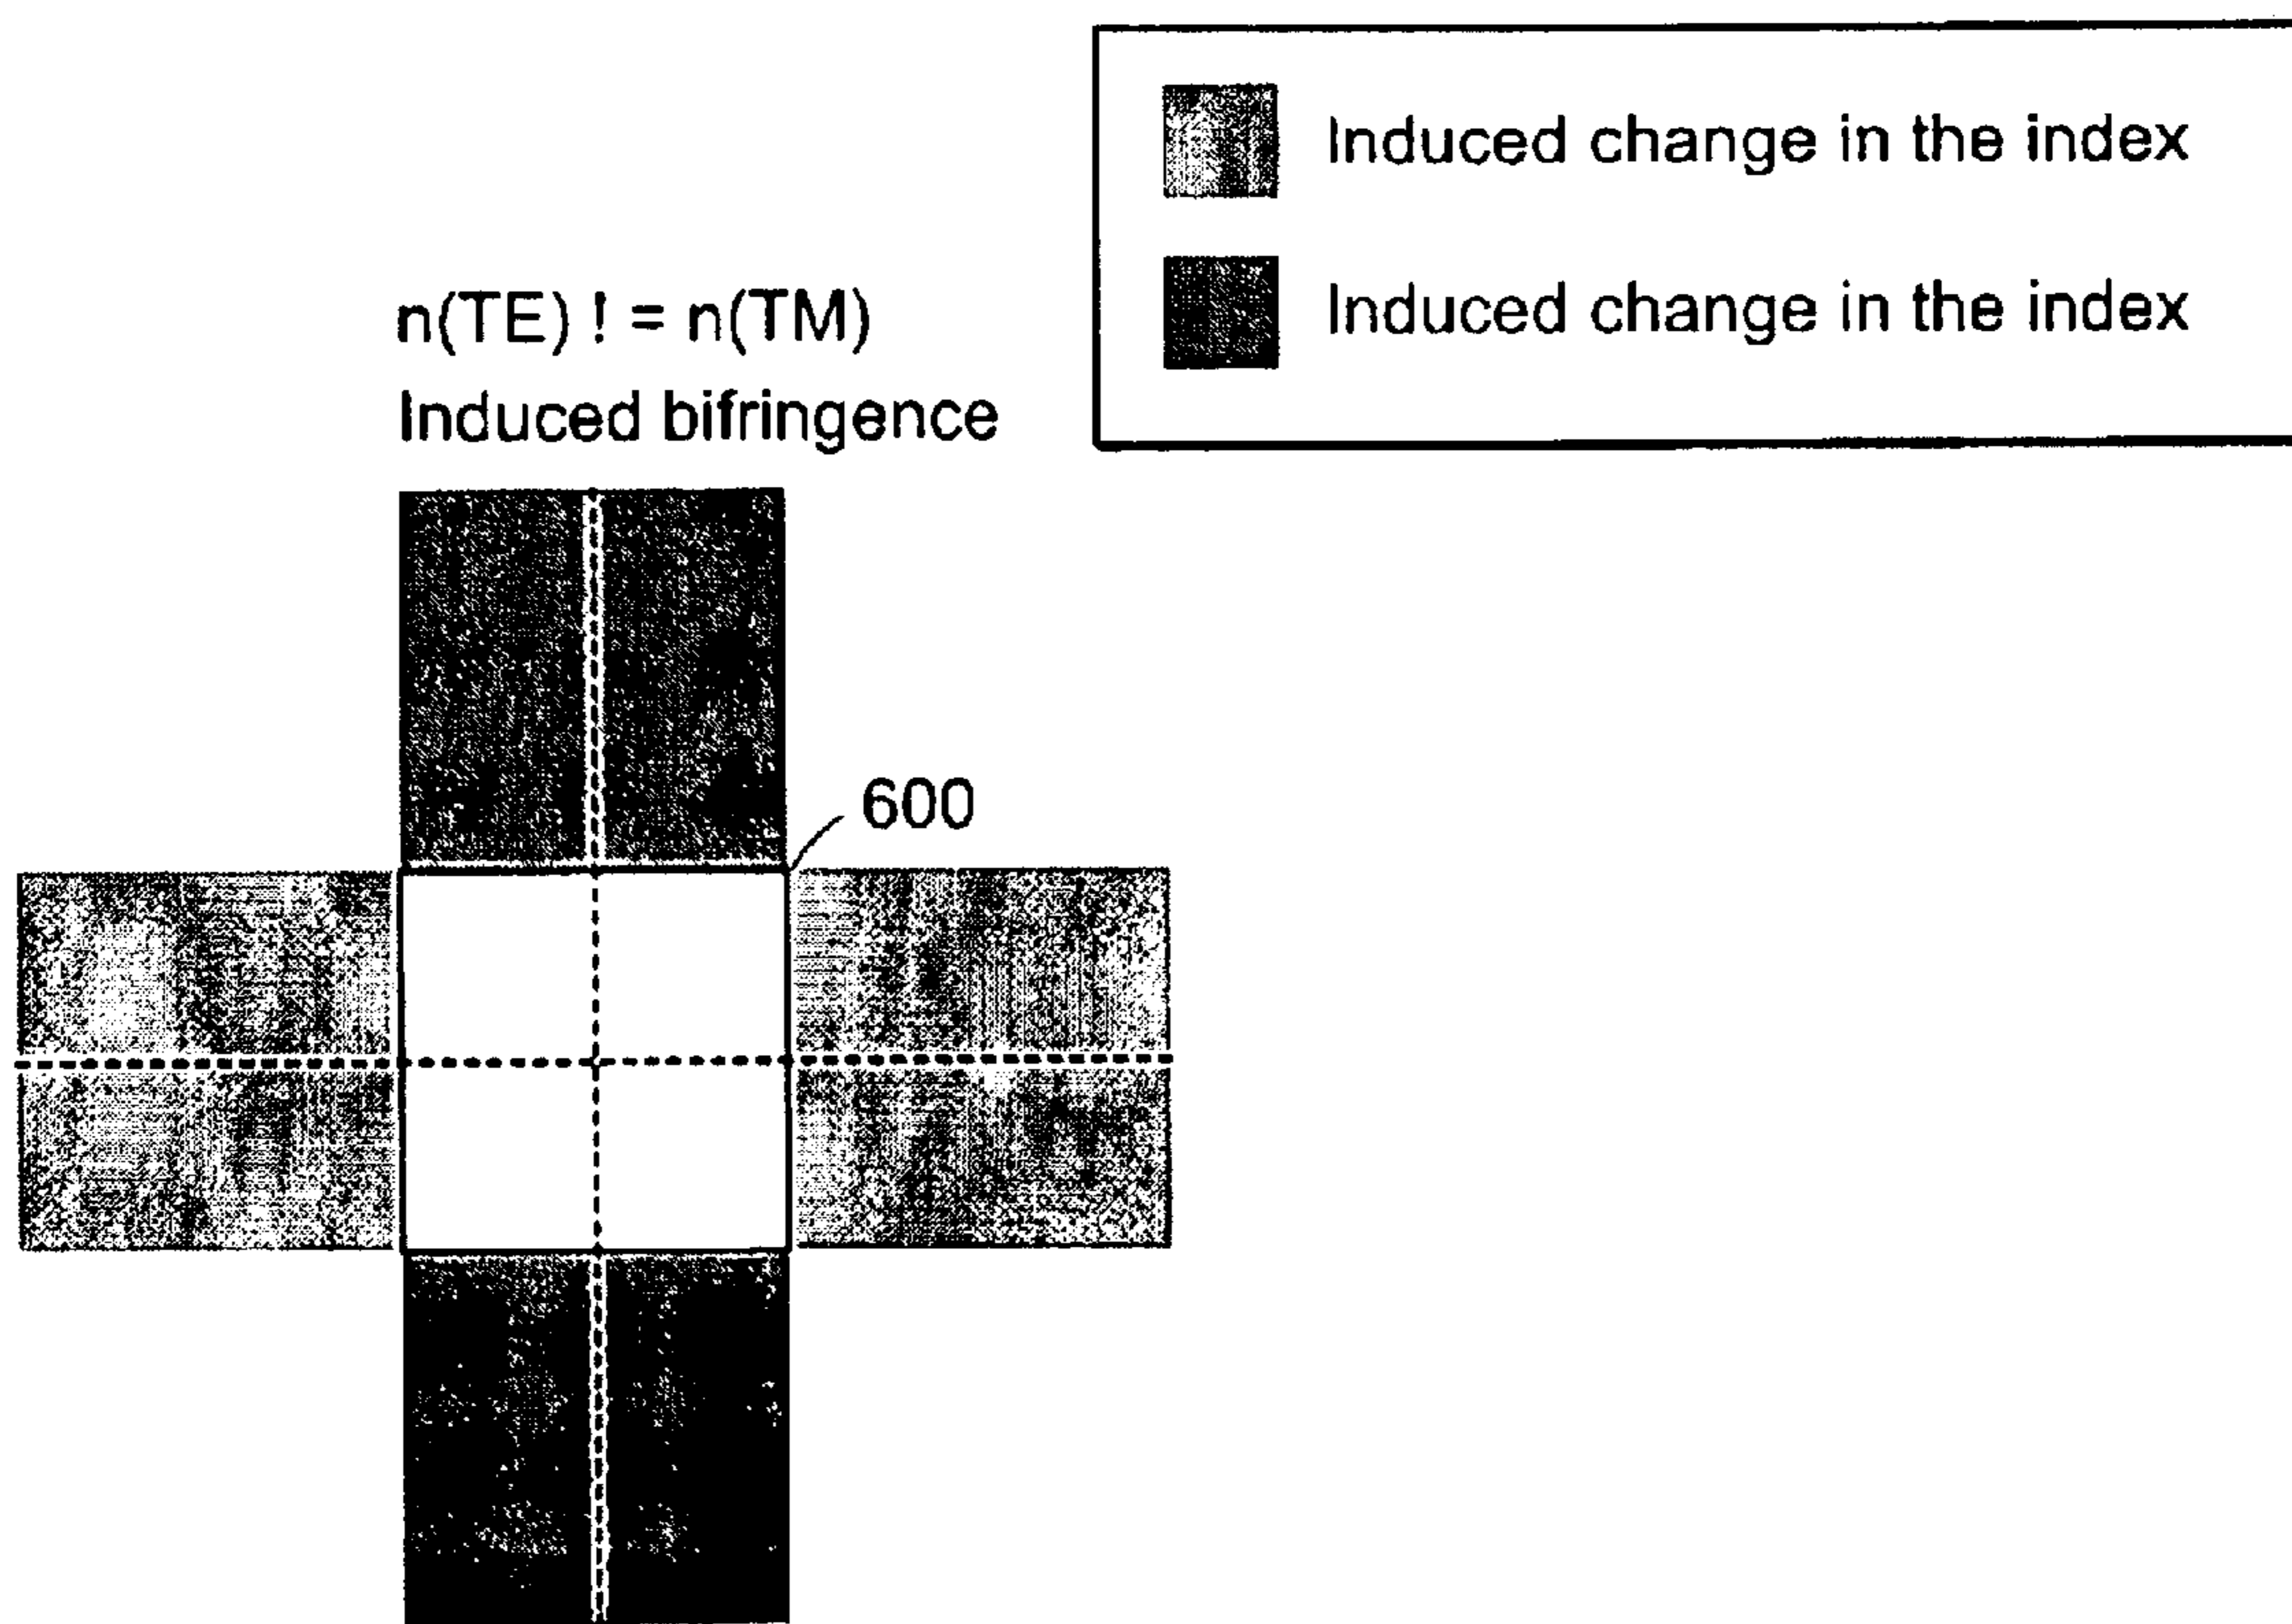 Induced change in the index
Induced change in the index
n(TE) ! = n(TM)
Induced bifringence
600